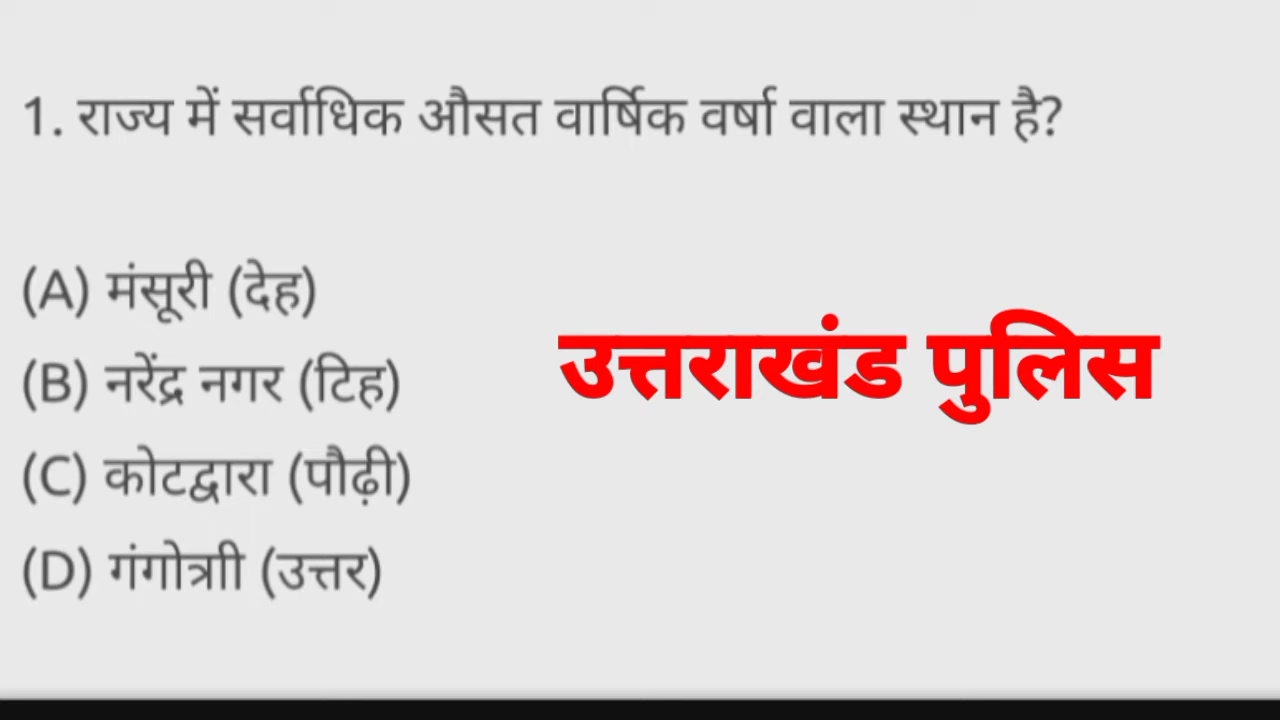 1. राज्य में सर्वाधिक औसत वार्षिक वर्षा वाला स्थान है?
(A) मंसूरी (देह)
(B) नरेंद्र नगर (टिह)
उत्तराखंड पुलिस
(C) कोटद्वारा (पौढ़ी)
(D) गंगोत्राी (उत्तर)